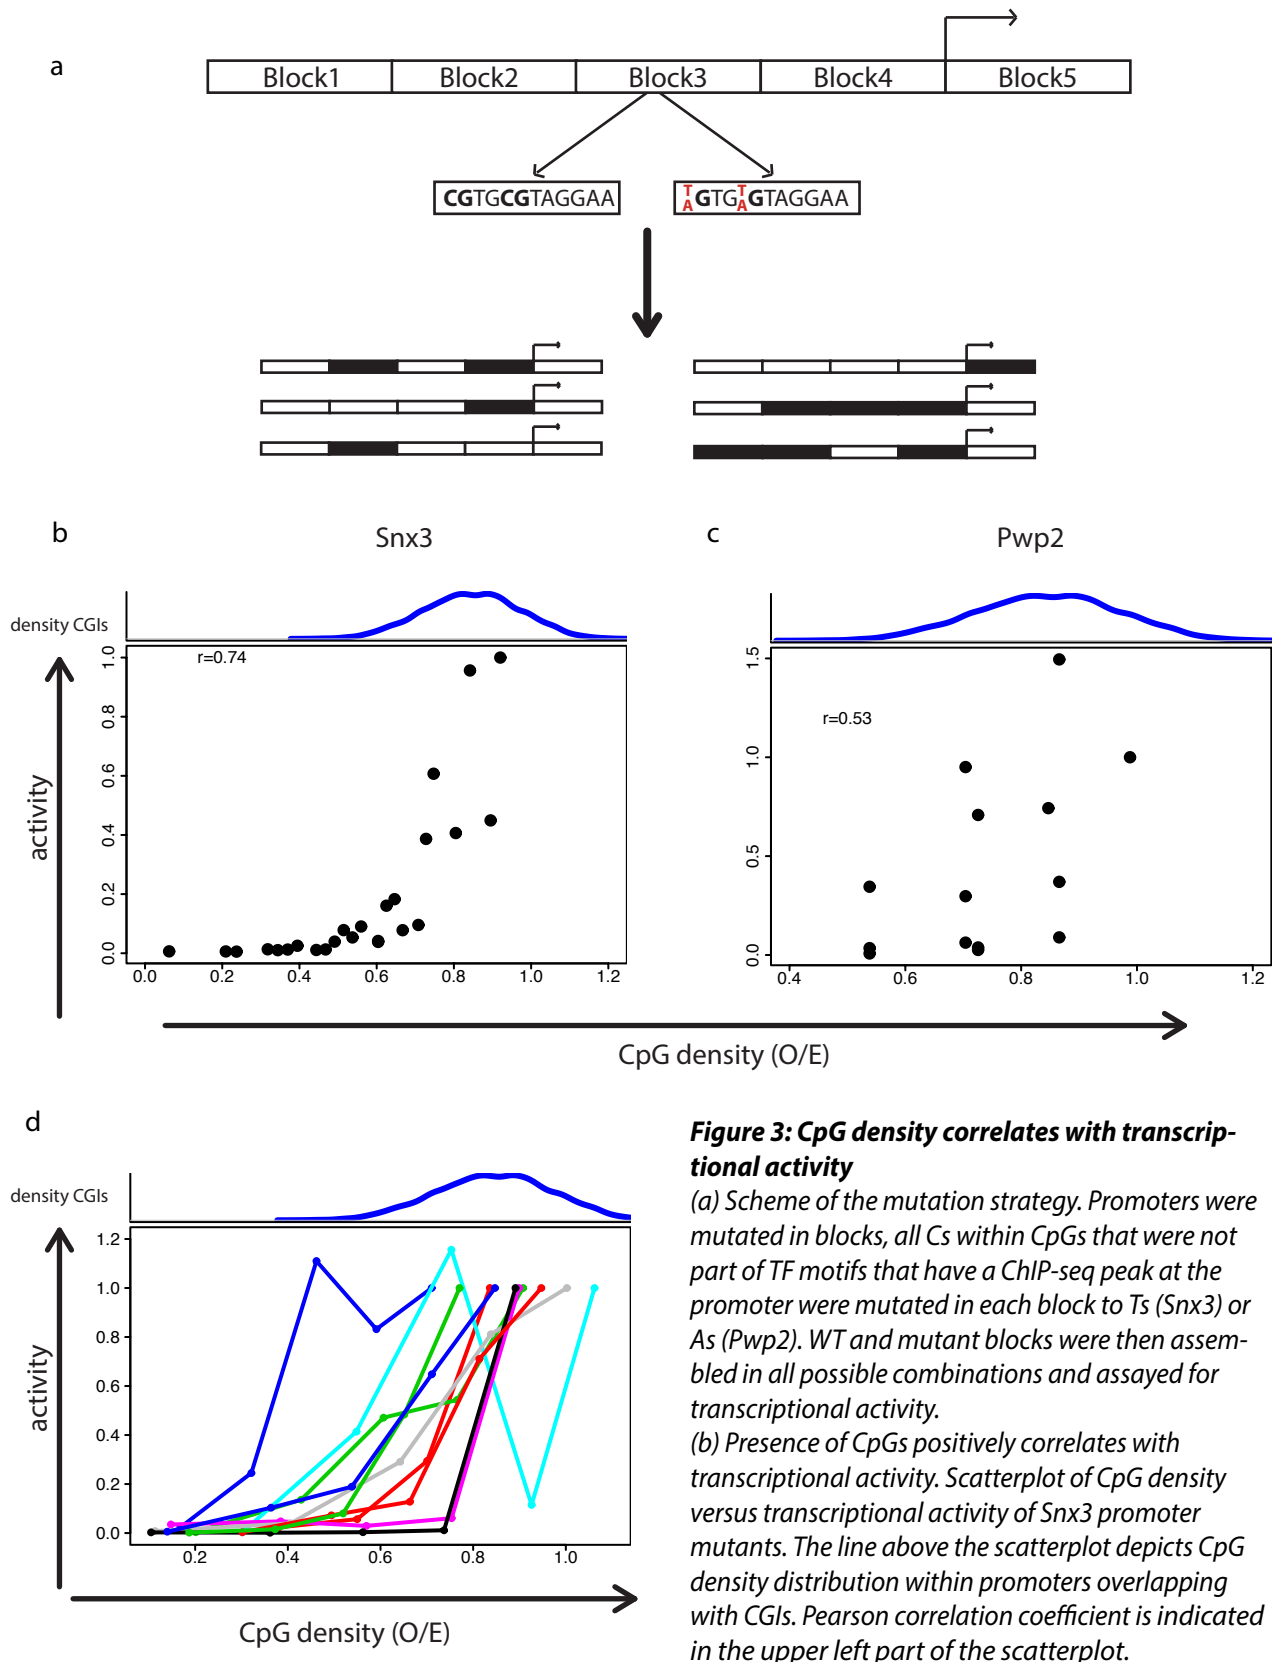 a
Block1 Block2 Block3 Block4 Block5
CGTGCGTAGGAA
T
A
GTG
T
A
GTAGGAA
b
Snx3
density CGIs
r=0.74
activity
1.0
0.8
0.6
0.4
0.2
0.0
0.0 0.2 0.4 0.6 0.8 1.0 1.2
c
Pwp2
r=0.53
1.5
1.0
0.5
0.0
0.4 0.6 0.8 1.0 1.2
CpG density (O/E)
d
density CGIs
activity
1.2
1.0
0.8
0.6
0.4
0.2
0.0
0.2 0.4 0.6 0.8 1.0
CpG density (O/E)
Figure 3: CpG density correlates with transcrip-
tional activity
(a) Scheme of the mutation strategy. Promoters were
mutated in blocks, all Cs within CpGs that were not
part of TF motifs that have a ChIP-seq peak at the
promoter were mutated in each block to Ts (Snx3) or
As (Pwp2). WT and mutant blocks were then assem-
bled in all possible combinations and assayed for
transcriptional activity.
(b) Presence of CpGs positively correlates with
transcriptional activity. Scatterplot of CpG density
versus transcriptional activity of Snx3 promoter
mutants. The line above the scatterplot depicts CpG
density distribution within promoters overlapping
with CGIs. Pearson correlation coefficient is indicated
in the upper left part of the scatterplot.